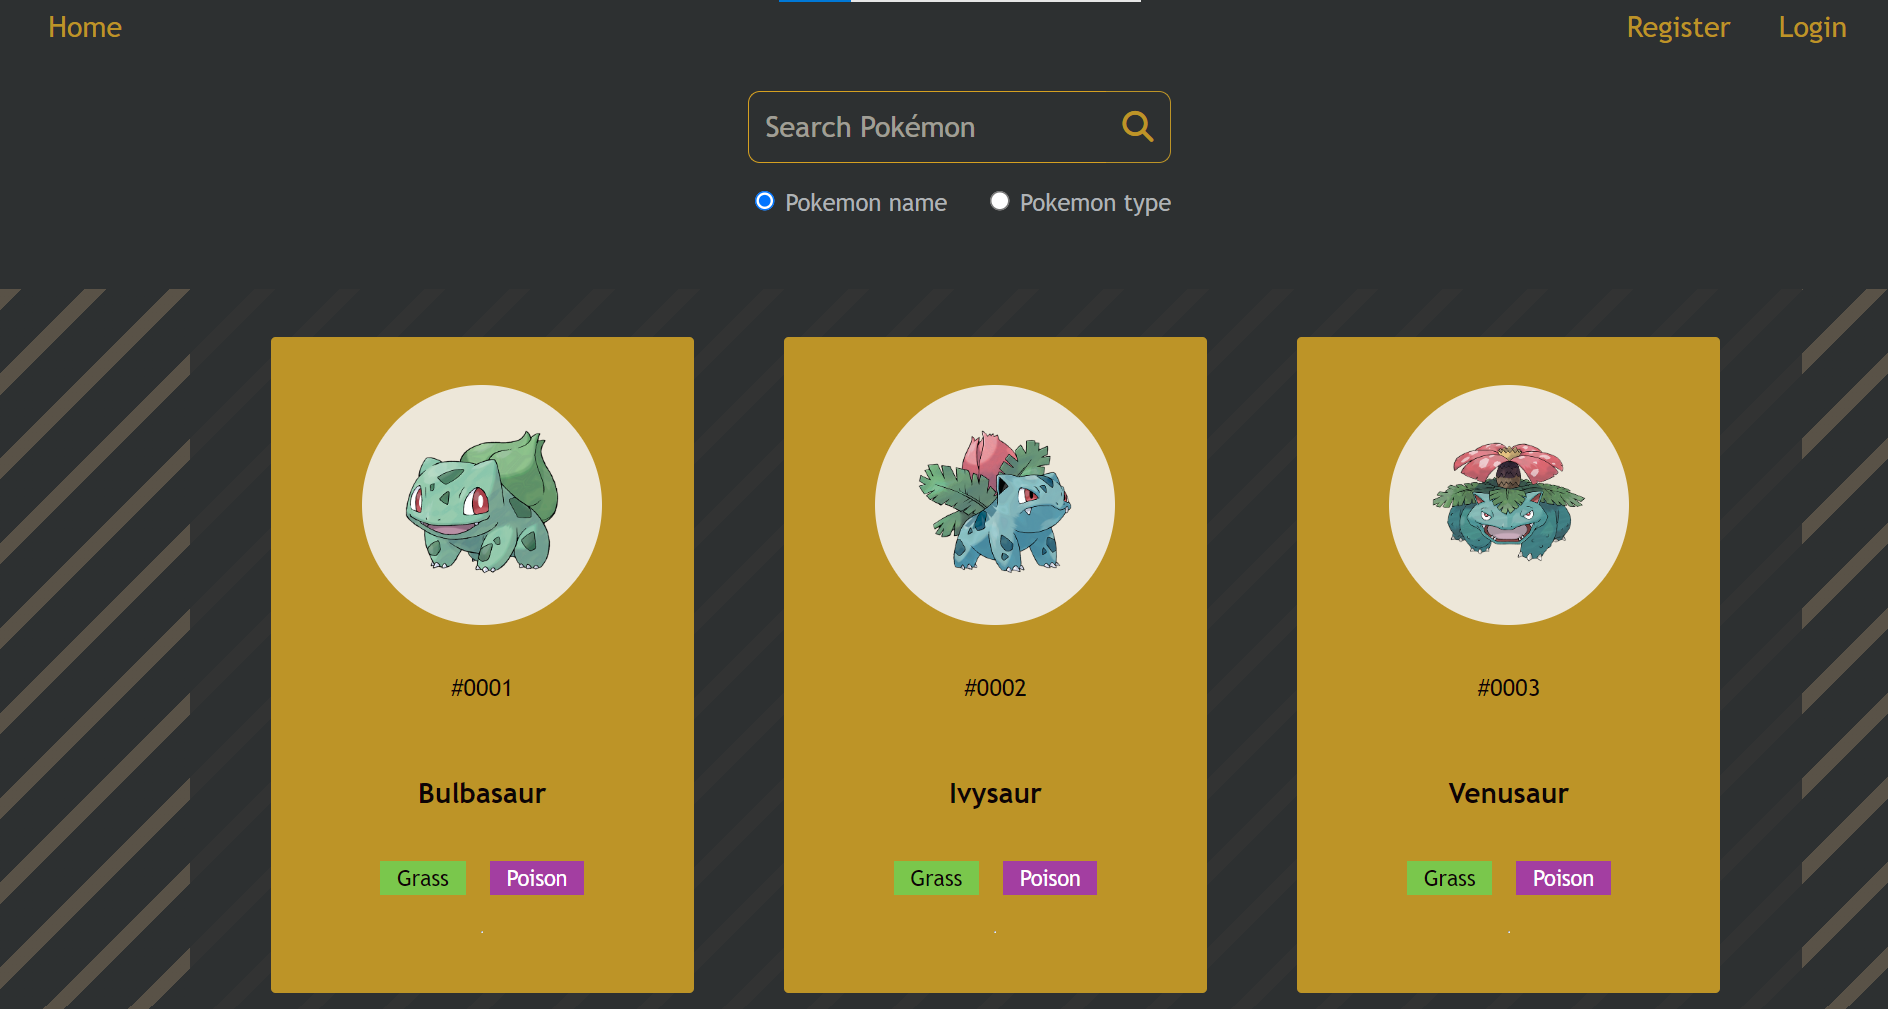 Home Register Login
Search Pokémon
Pokemon name Pokemon type
#0001 #0002 #0003
Bulbasaur Ivysaur Venusaur
Grass Poison Grass Poison Grass Poison